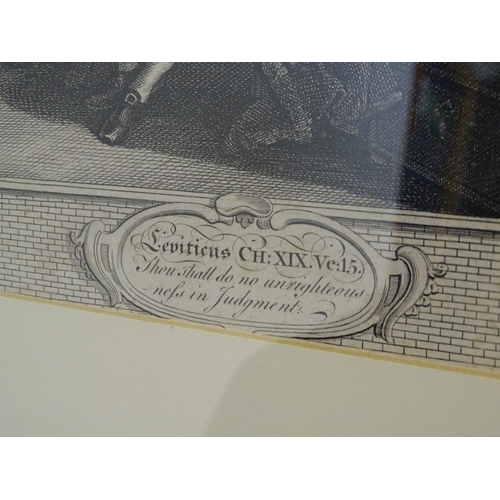 Leviticus CH: XIX. Ve: 15.
Thou shall do no unrighteous
neſs in Judgment.